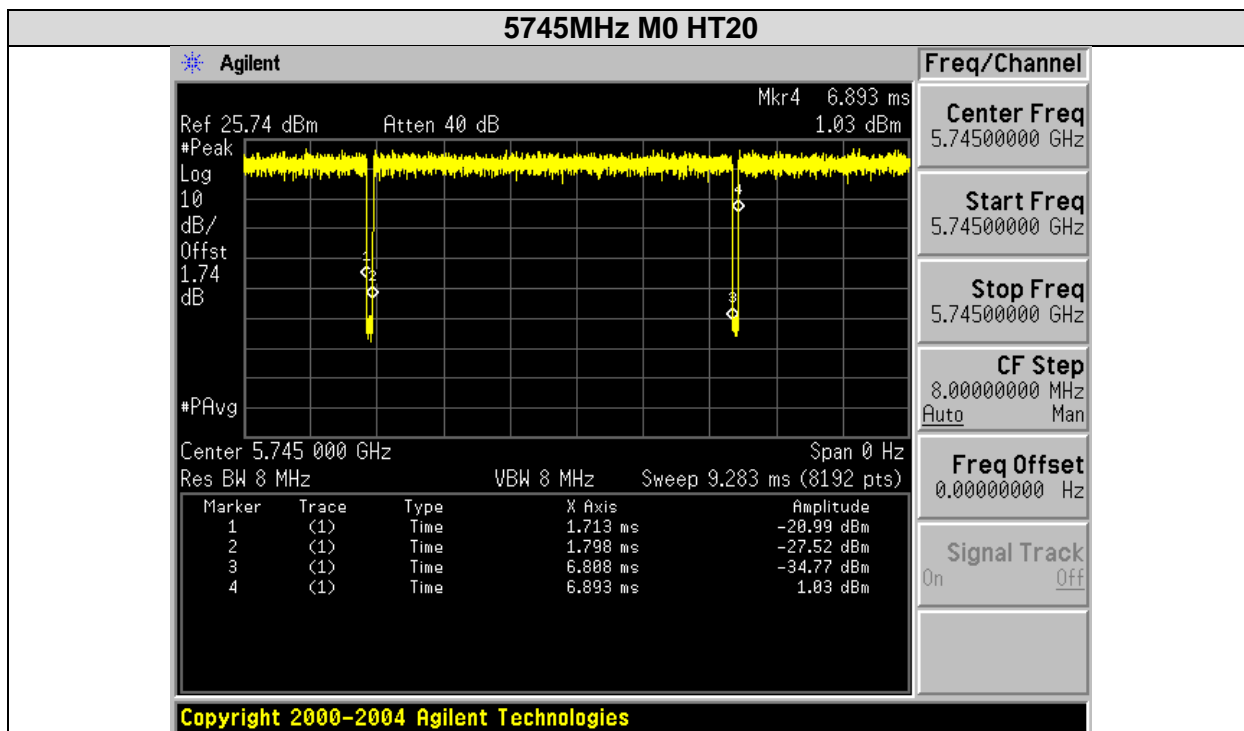 5745MHz M0 HT20
Agilent
Freq/Channel
Mkr4 6.893 ms
Ref 25.74 dBm Atten 40 dB 1.03 dBm
#Peak
Log
10
dB/
Offst
1.74
dB
#PAvg
1
2
3
4
Center 5.745 000 GHz Span 0 Hz
Res BW 8 MHz VBW 8 MHz Sweep 9.283 ms (8192 pts)
Marker Trace Type X Axis Amplitude
1 (1) Time 1.713 ms -20.99 dBm
2 (1) Time 1.798 ms -27.52 dBm
3 (1) Time 6.808 ms -34.77 dBm
4 (1) Time 6.893 ms 1.03 dBm
Center Freq
5.74500000 GHz
Start Freq
5.74500000 GHz
Stop Freq
5.74500000 GHz
CF Step
8.00000000 MHz
Auto Man
Freq Offset
0.00000000 Hz
Signal Track
On Off
Copyright 2000-2004 Agilent Technologies